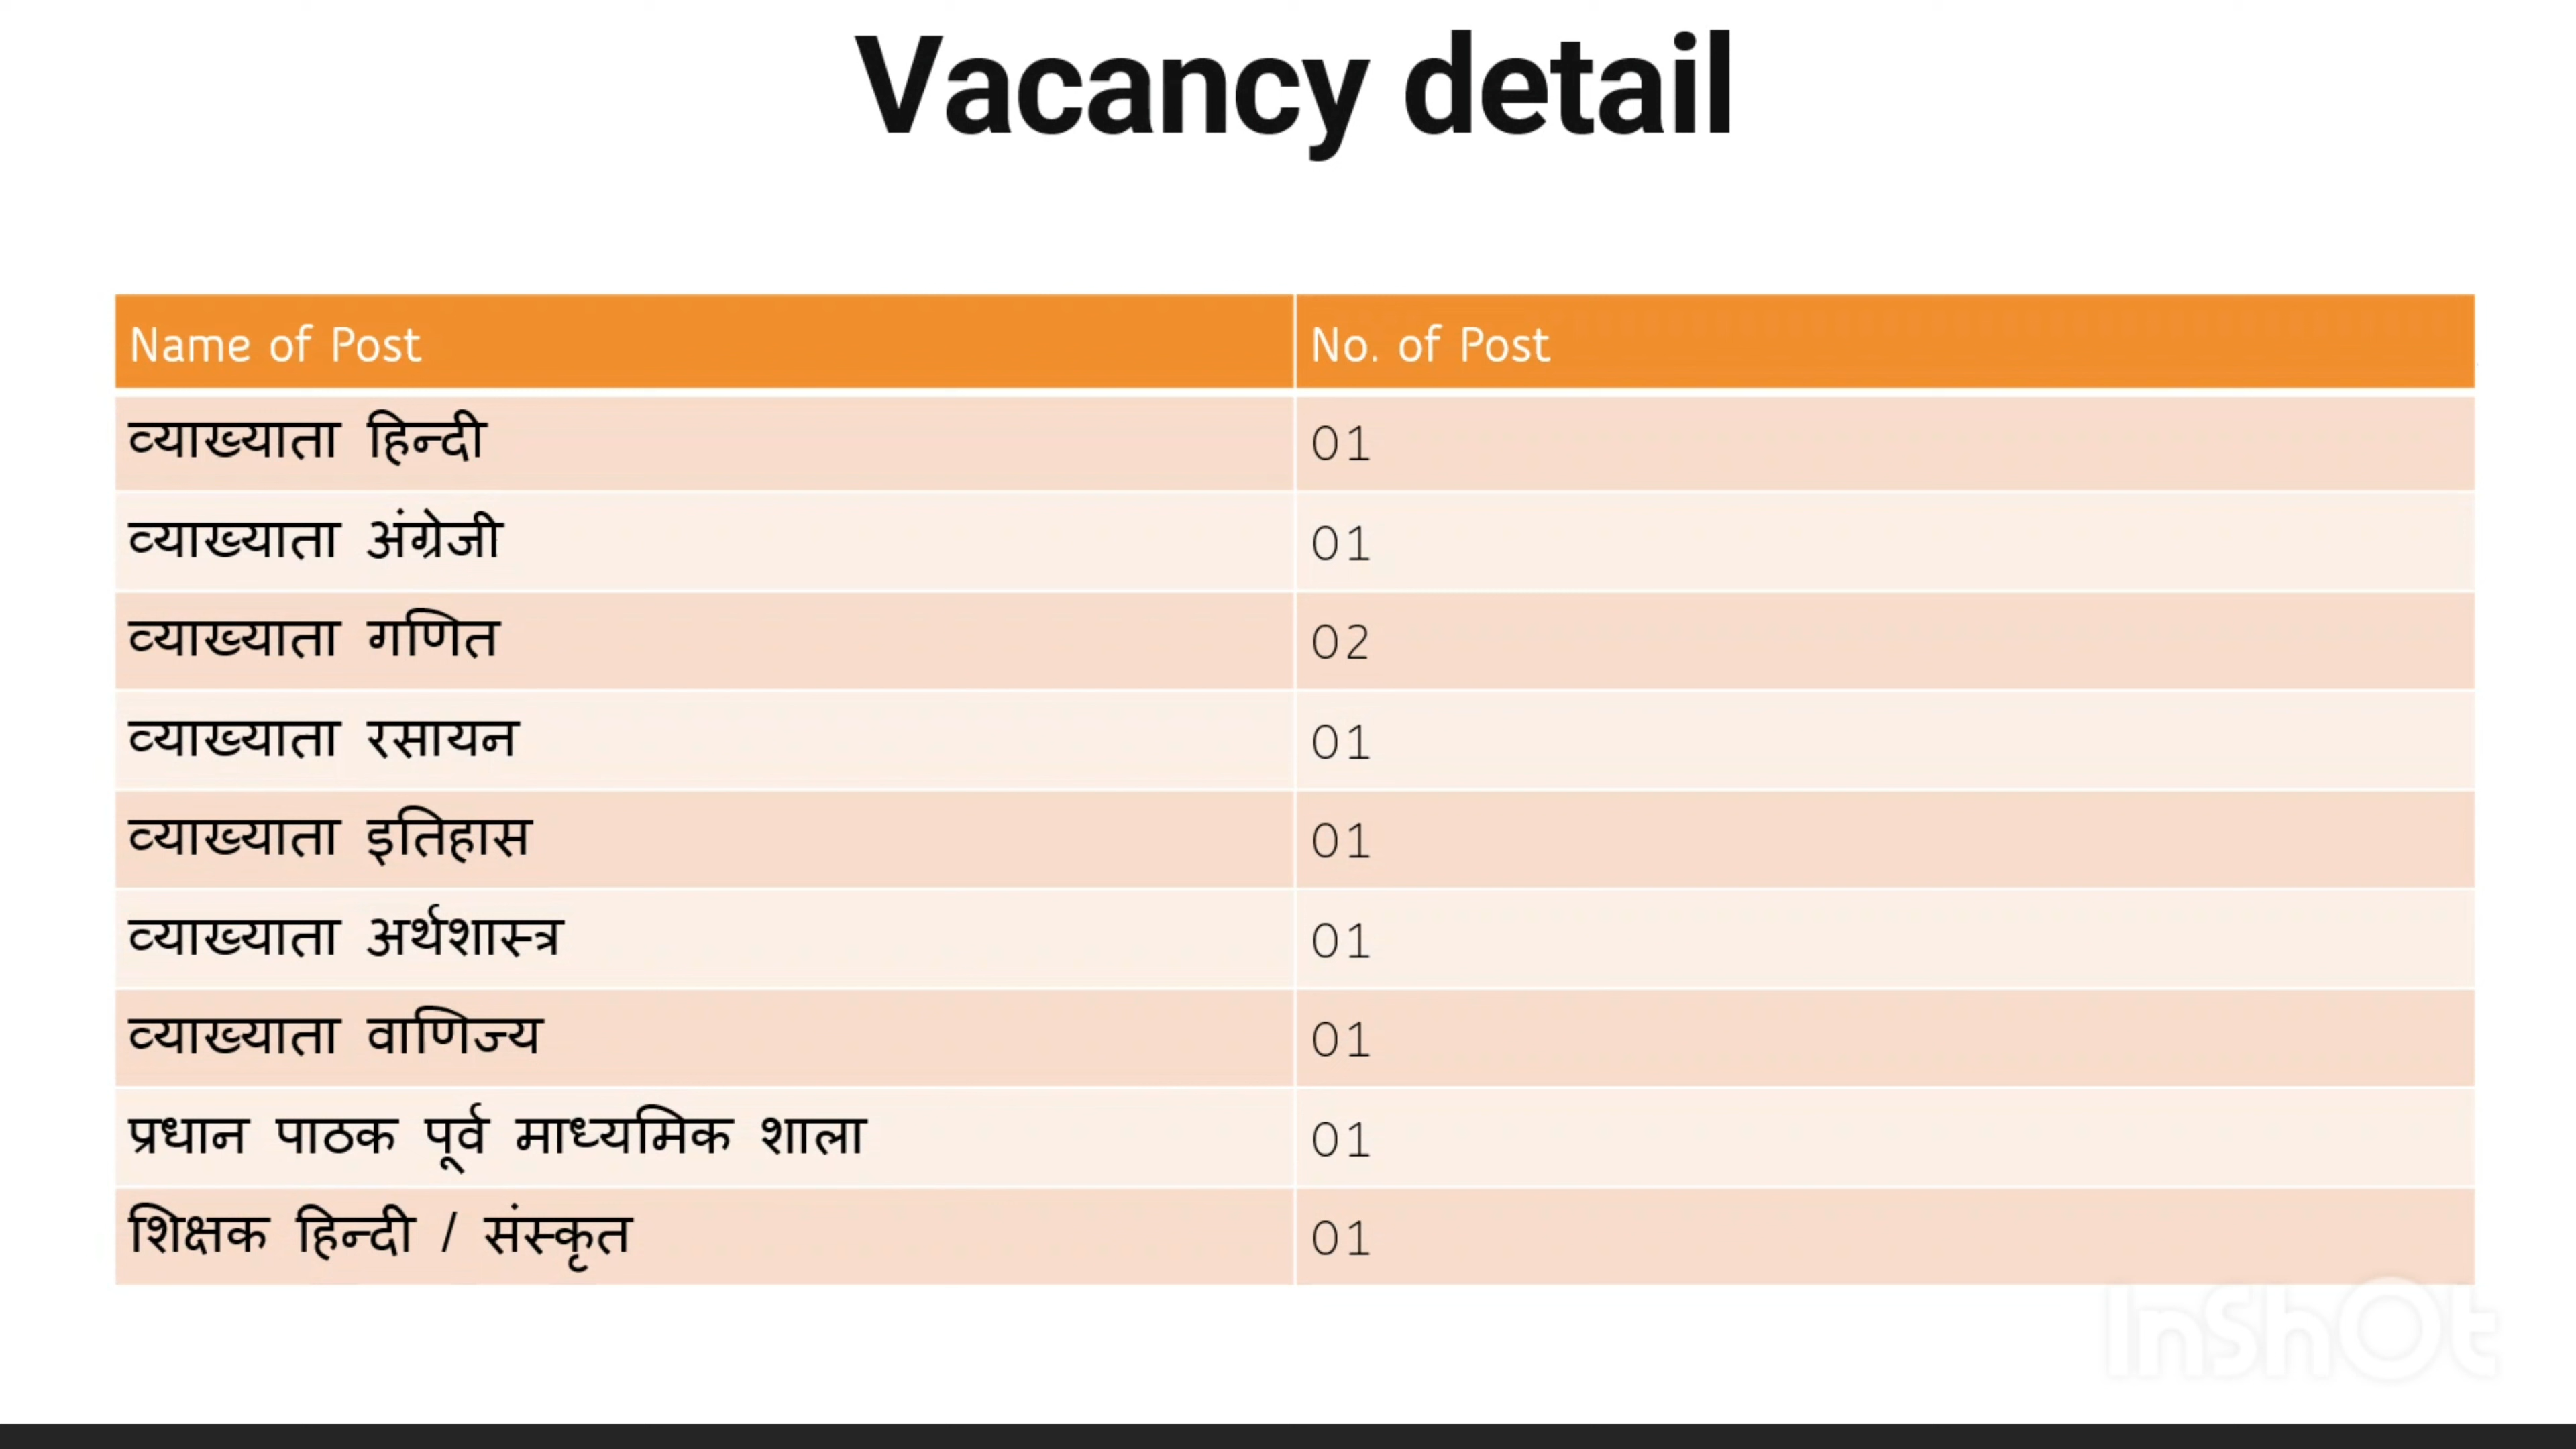 Vacancy detail
Name of Post No. of Post
व्याख्याता हिन्दी 01
व्याख्याता अंग्रेजी 01
व्याख्याता गणित 02
व्याख्याता रसायन 01
व्याख्याता इतिहास 01
व्याख्याता अर्थशास्त्र 01
व्याख्याता वाणिज्य 01
प्रधान पाठक पूर्व माध्यमिक शाला 01
शिक्षक हिन्दी / संस्कृत 01
InShOt